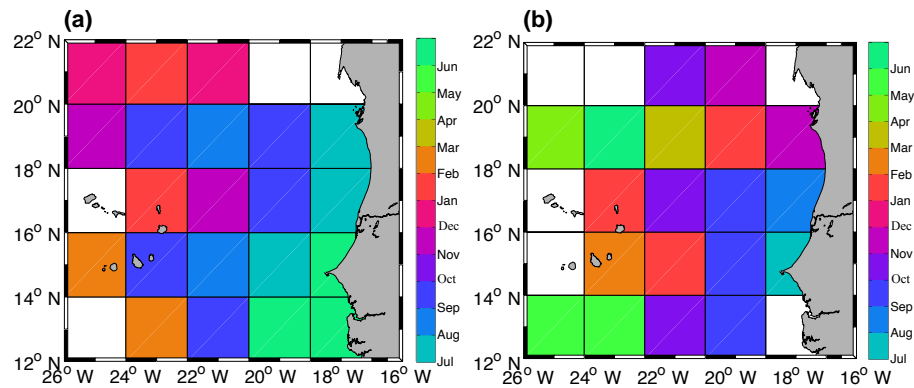 (a)
22° N
20° N
18° N
16° N
14° N
12° N
26° W 24° W 22° W 20° W 18° W 16° W
Jun
May
Apr
Mar
Feb
Jan
Dec
Nov
Oct
Sep
Aug
Jul
(b)
22° N
20° N
18° N
16° N
14° N
12° N
26° W 24° W 22° W 20° W 18° W 16° W
Jun
May
Apr
Mar
Feb
Jan
Dec
Nov
Oct
Sep
Aug
Jul